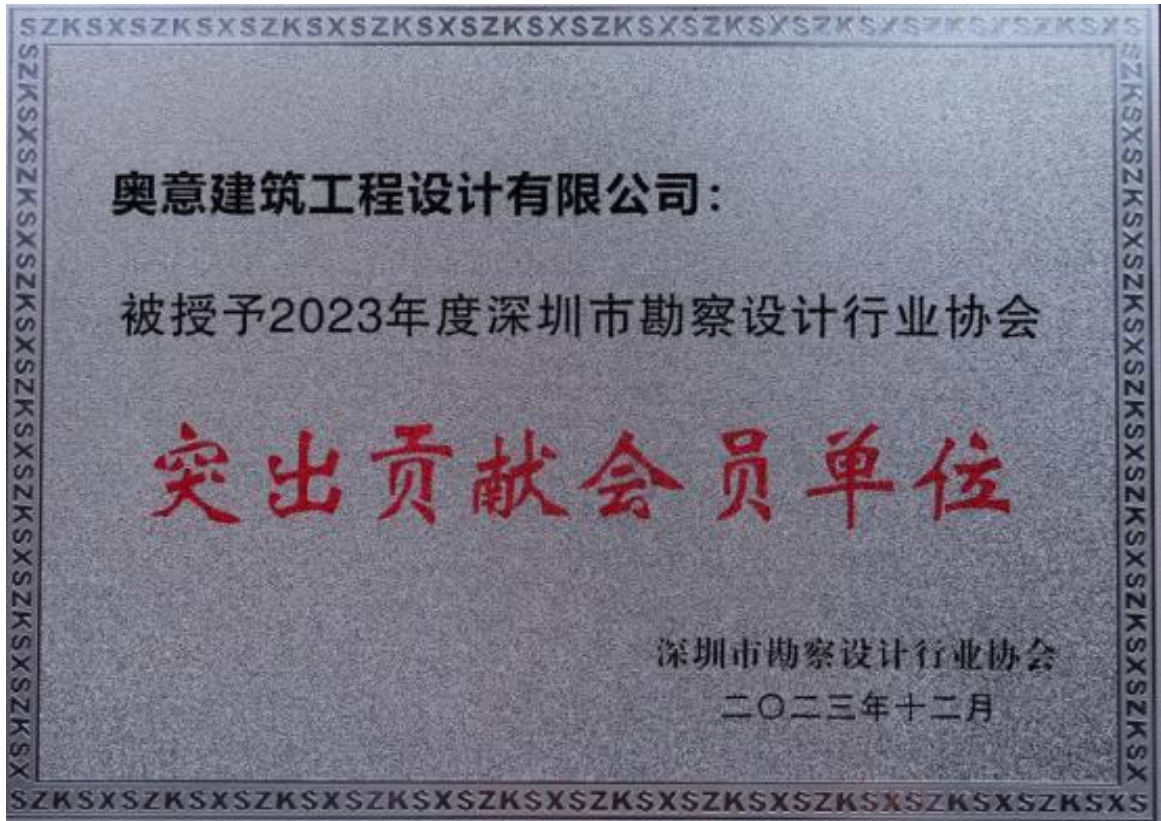 SZKSXSZKSXSZKSXSZKSXSZKSXSZKSXSZKSXSZKSXSZKSXSZKSXS
奥意建筑工程设计有限公司：
被授予2023年度深圳市勘察设计行业协会
突出贡献会员单位
深圳市勘察设计行业协会
二〇二三年十二月
SZKSXSZKSXSZKSXSZKSXSZKSXSZKSXSZKSXSZKSXSZKSXSZKSXS